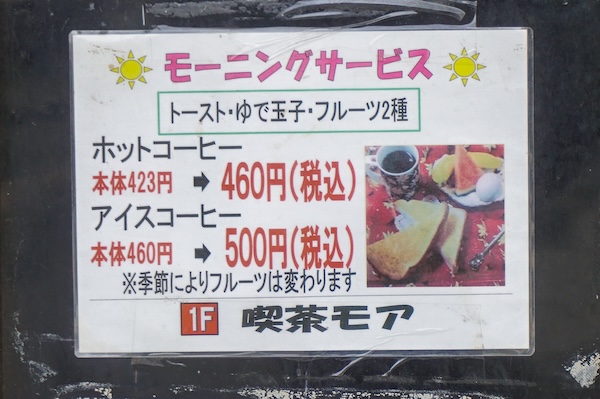 モーニングサービス
トースト・ゆで玉子・フルーツ2種
ホットコーヒー
本体423円 ➡ 460円(税込)
アイスコーヒー
本体460円 ➡ 500円(税込)
※季節によりフルーツは変わります
1F 喫茶モア